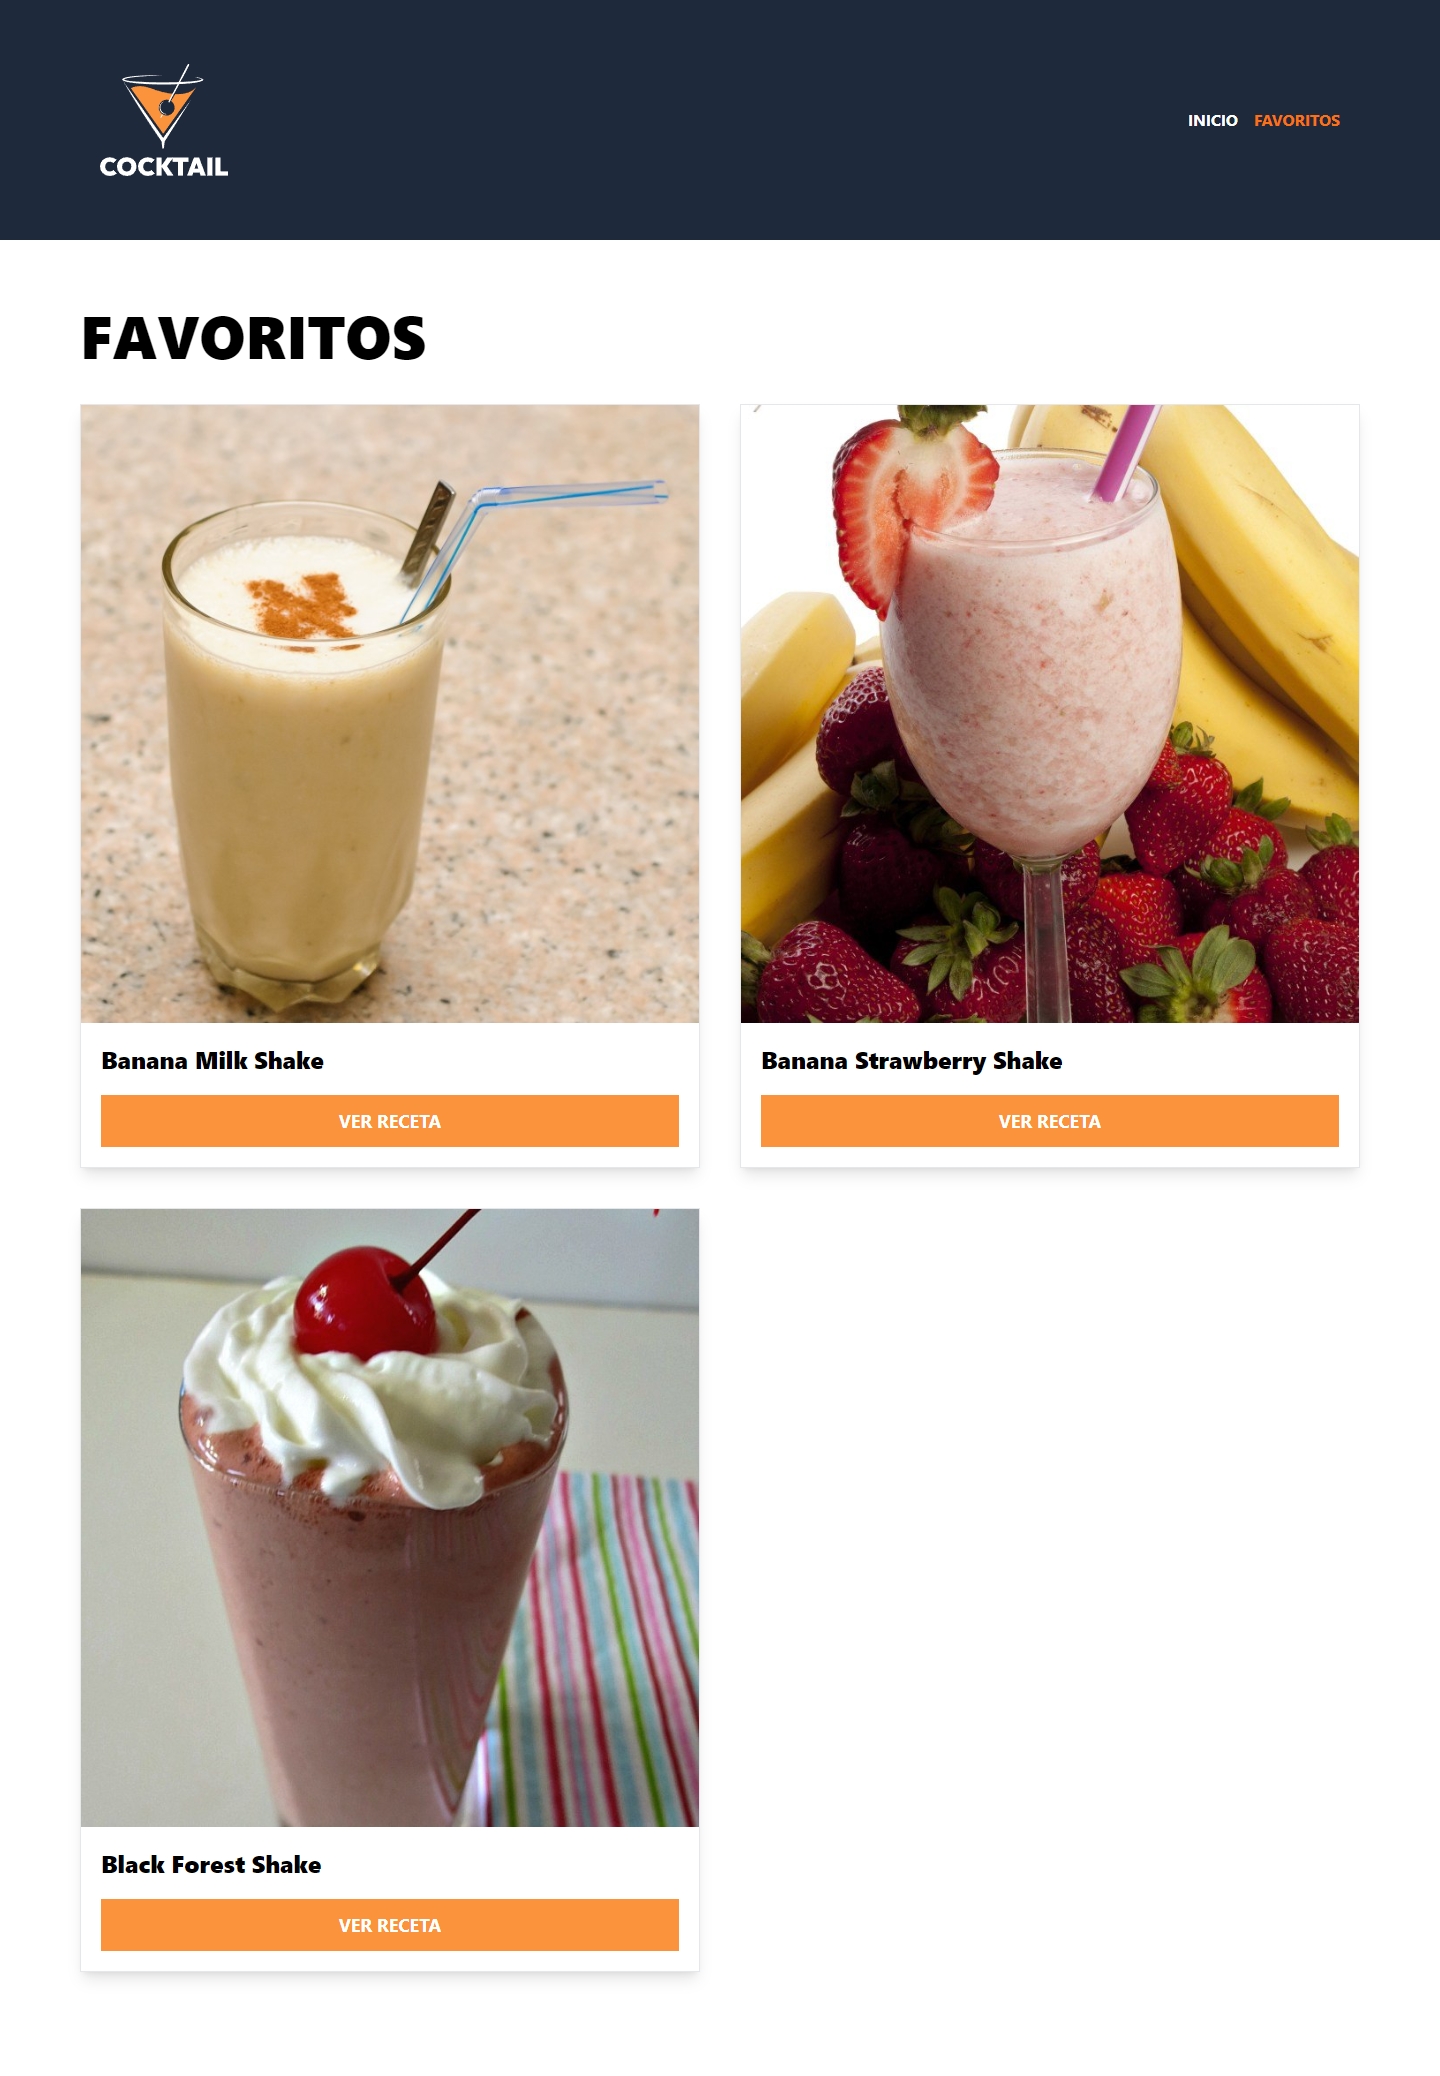 COCKTAIL
INICIO FAVORITOS
FAVORITOS
Banana Milk Shake
VER RECETA
Banana Strawberry Shake
VER RECETA
Black Forest Shake
VER RECETA